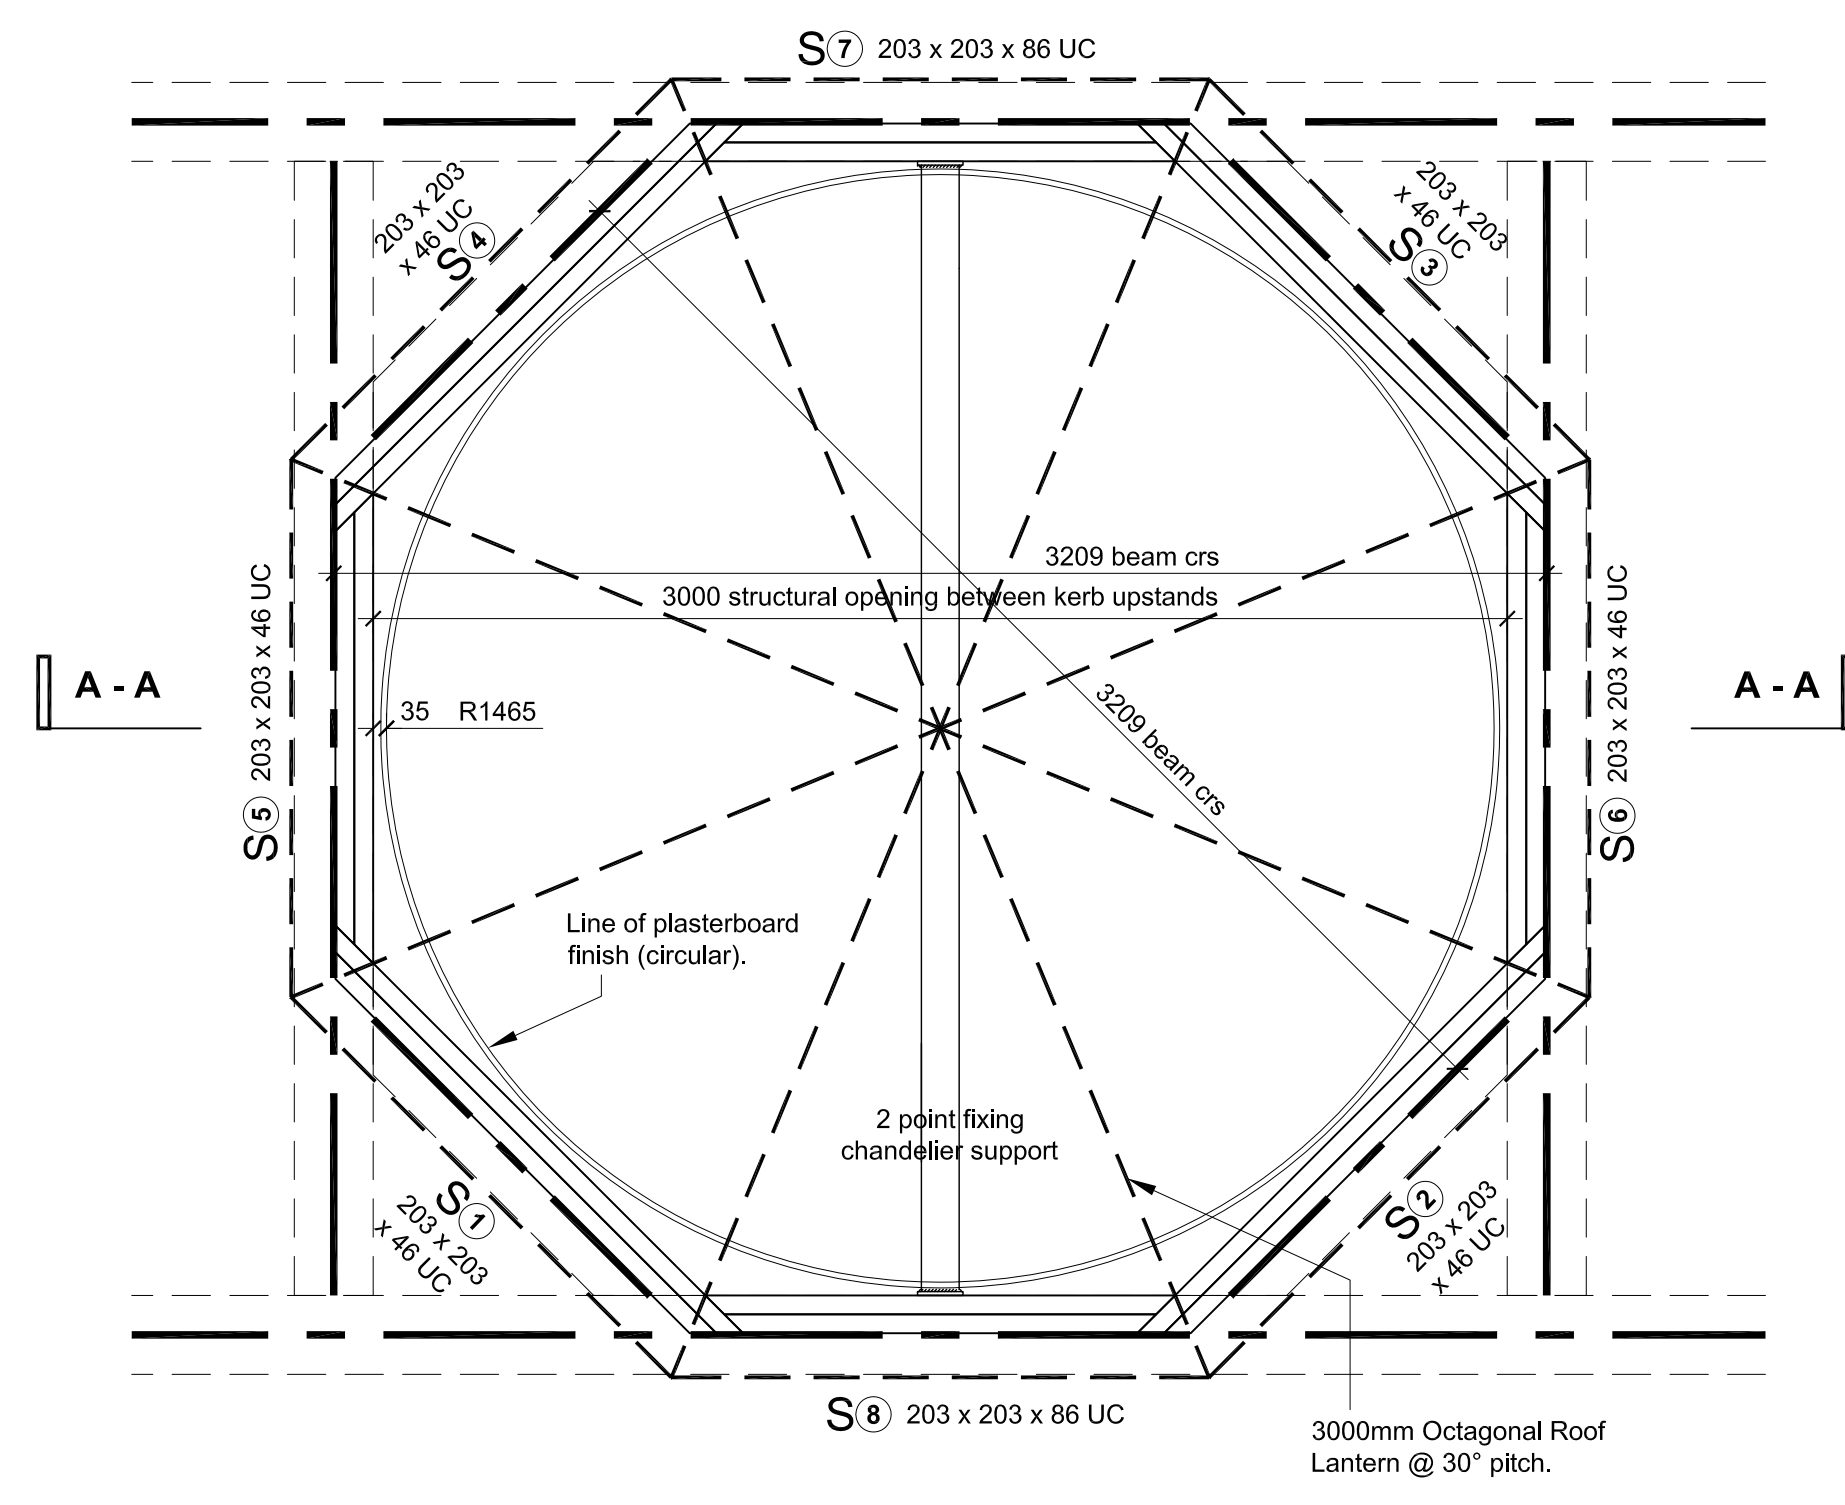 S7 203 x 203 x 86 UC
203 x 203
x 46 UC
S4
203 x 203
x 46 UC
S3
3209 beam crs
3000 structural opening between kerb upstands
S5 203 x 203 x 46 UC
S6 203 x 203 x 46 UC
A - A
A - A
35 R1465
3209 beam crs
Line of plasterboard
finish (circular).
2 point fixing
chandelier support
S1
203 x 203
x 46 UC
S2
203 x 203
x 46 UC
S8 203 x 203 x 86 UC
3000mm Octagonal Roof
Lantern @ 30° pitch.